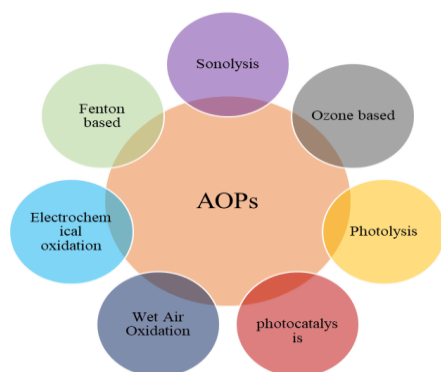 Sonolysis
Fenton
based
Ozone based
AOPs
Electrochem
ical
oxidation
Photolysis
Wet Air
Oxidation
photocatalys
is